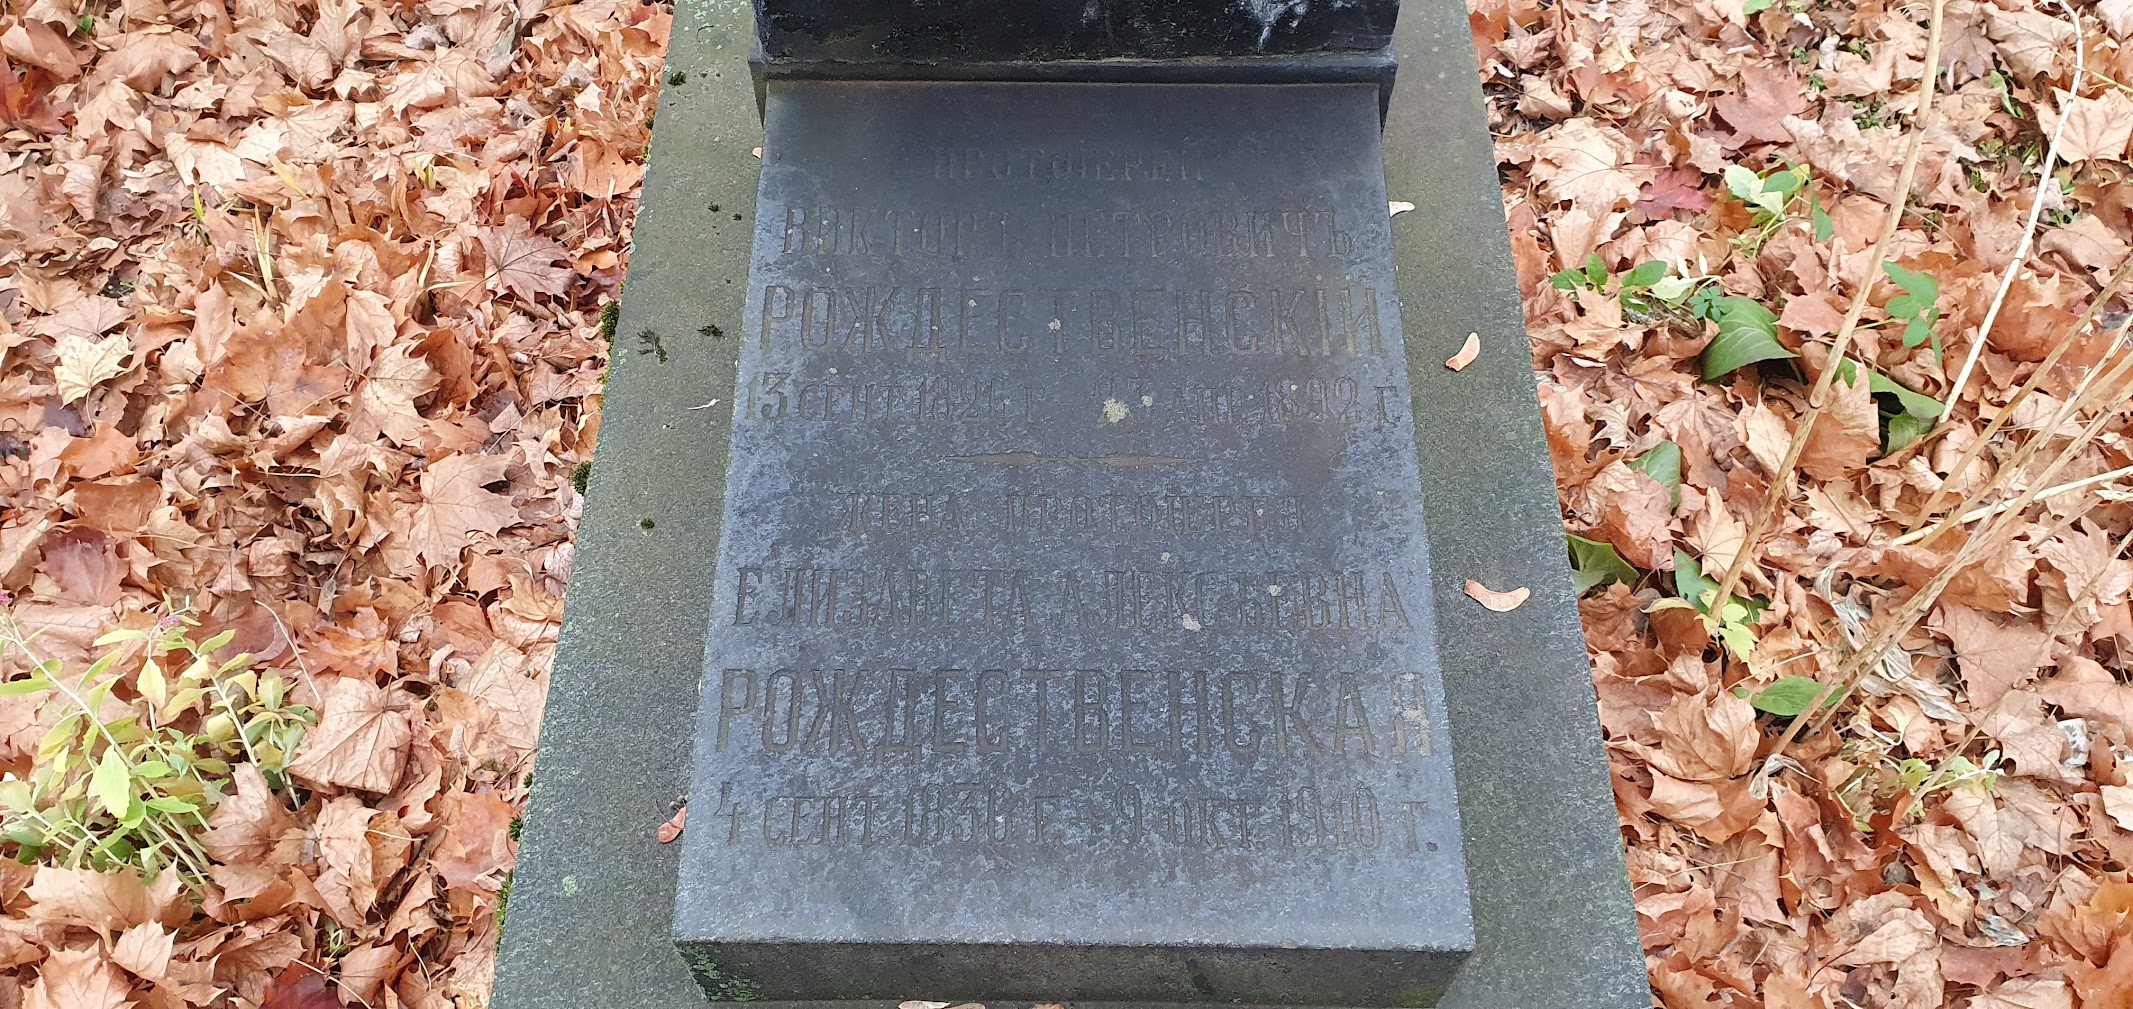 ПРОТОІЕРЕЙ
ВИКТОРЪ ПЕТРОВИЧЪ
РОЖДЕСТВЕНСКІЙ
13 СЕНТ. 1826 Г. – 23 АПР. 1892 Г.
ЖЕНА ПРОТОІЕРЕЯ
ЕЛИЗАВЕТА АЛЕКСѢЕВНА
РОЖДЕСТВЕНСКАЯ
4 СЕНТ. 1836 Г. – 9 ОКТ. 1910 Г.